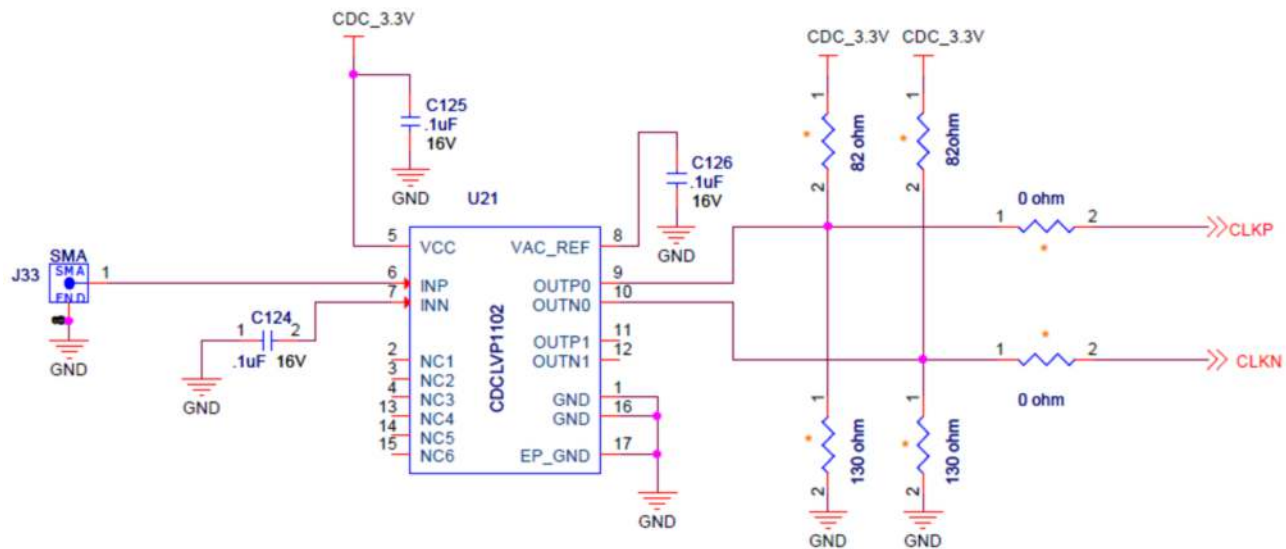 CDC_3.3V
CDC_3.3V
CDC_3.3V
C125
.1uF
16V
GND
C126
.1uF
16V
GND
1
82 ohm
2
1
82ohm
2
U21
5
VCC
VAC_REF
8
6
INP
OUTP0
9
7
INN
OUTN0
10
OUTP1
11
OUTN1
12
2
NC1
3
NC2
4
NC3
13
NC4
14
NC5
15
NC6
GND
1
GND
16
EP_GND
17
CDCLVP1102
GND
J33
SMA
SMA
END
1
GND
C124
1
2
.1uF
16V
GND
0 ohm
1
2
CLKP
1
2
CLKN
0 ohm
1
130 ohm
2
GND
1
130 ohm
2
GND